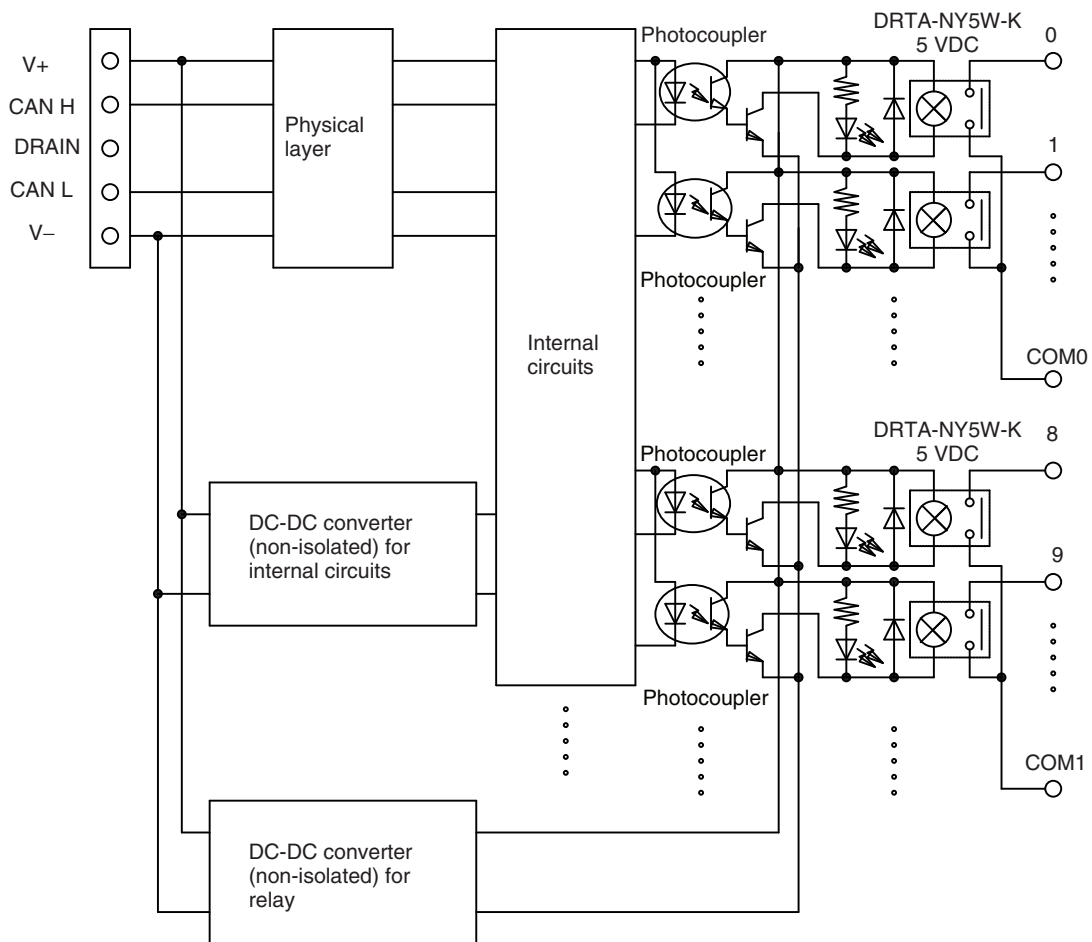 V+
CAN H
DRAIN
CAN L
V–
Physical
layer
Internal
circuits
Photocoupler
DRTA-NY5W-K
5 VDC
0
1
Photocoupler
COM0
Photocoupler
DRTA-NY5W-K
5 VDC
8
9
Photocoupler
COM1
DC-DC converter
(non-isolated) for
internal circuits
DC-DC converter
(non-isolated) for
relay